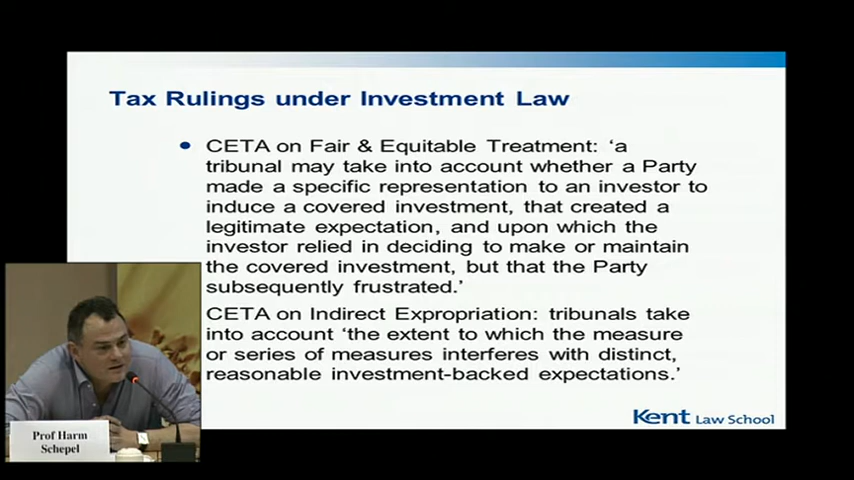 Tax Rulings under Investment Law
• CETA on Fair & Equitable Treatment: ‘a
tribunal may take into account whether a Party
made a specific representation to an investor to
induce a covered investment, that created a
legitimate expectation, and upon which the
investor relied in deciding to make or maintain
the covered investment, but that the Party
subsequently frustrated.’
CETA on Indirect Expropriation: tribunals take
into account ‘the extent to which the measure
or series of measures interferes with distinct,
reasonable investment-backed expectations.’
Kent Law School
Prof Harm
Schepel